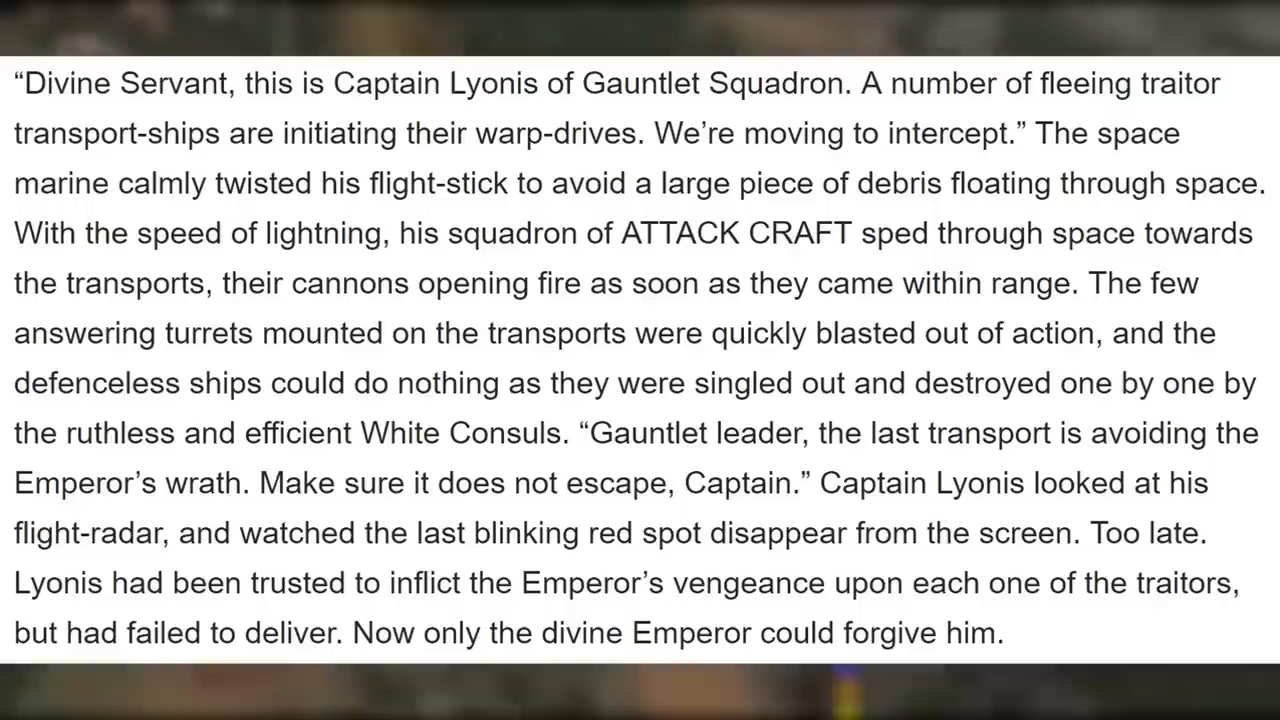 “Divine Servant, this is Captain Lyonis of Gauntlet Squadron. A number of fleeing traitor
transport-ships are initiating their warp-drives. We’re moving to intercept.” The space
marine calmly twisted his flight-stick to avoid a large piece of debris floating through space.
With the speed of lightning, his squadron of ATTACK CRAFT sped through space towards
the transports, their cannons opening fire as soon as they came within range. The few
answering turrets mounted on the transports were quickly blasted out of action, and the
defenceless ships could do nothing as they were singled out and destroyed one by one by
the ruthless and efficient White Consuls. “Gauntlet leader, the last transport is avoiding the
Emperor’s wrath. Make sure it does not escape, Captain.” Captain Lyonis looked at his
flight-radar, and watched the last blinking red spot disappear from the screen. Too late.
Lyonis had been trusted to inflict the Emperor’s vengeance upon each one of the traitors,
but had failed to deliver. Now only the divine Emperor could forgive him.